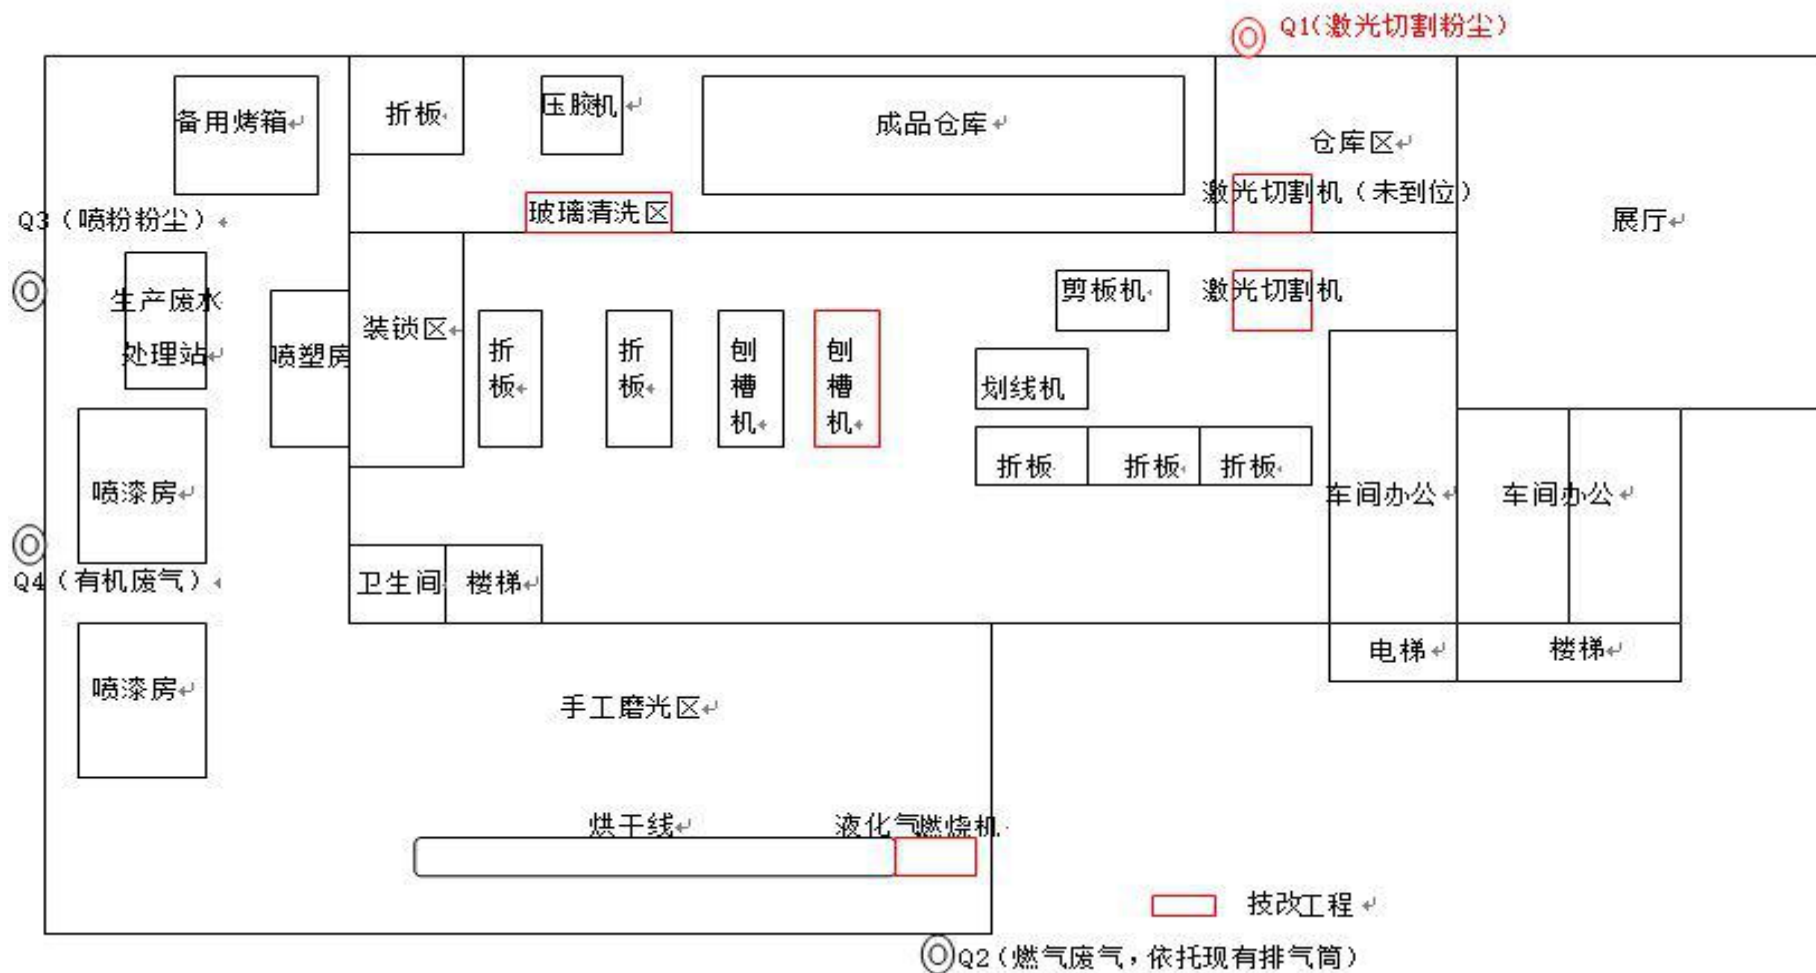 Q1(激光切割粉尘)
备用烤箱
折板
压胶机
成品仓库
仓库区
激光切割机（未到位）
玻璃清洗区
展厅
Q3（喷粉粉尘）
生产废水
处理站
喷塑房
装锁区
折
板
折
板
刨
槽
机
刨
槽
机
剪板机
激光切割机
划线机
折板
折板
折板
车间办公
车间办公
喷漆房
Q4（有机废气）
卫生间
楼梯
电梯
楼梯
喷漆房
手工磨光区
烘干线
液化气燃烧机
技改工程
Q2（燃气废气，依托现有排气筒）